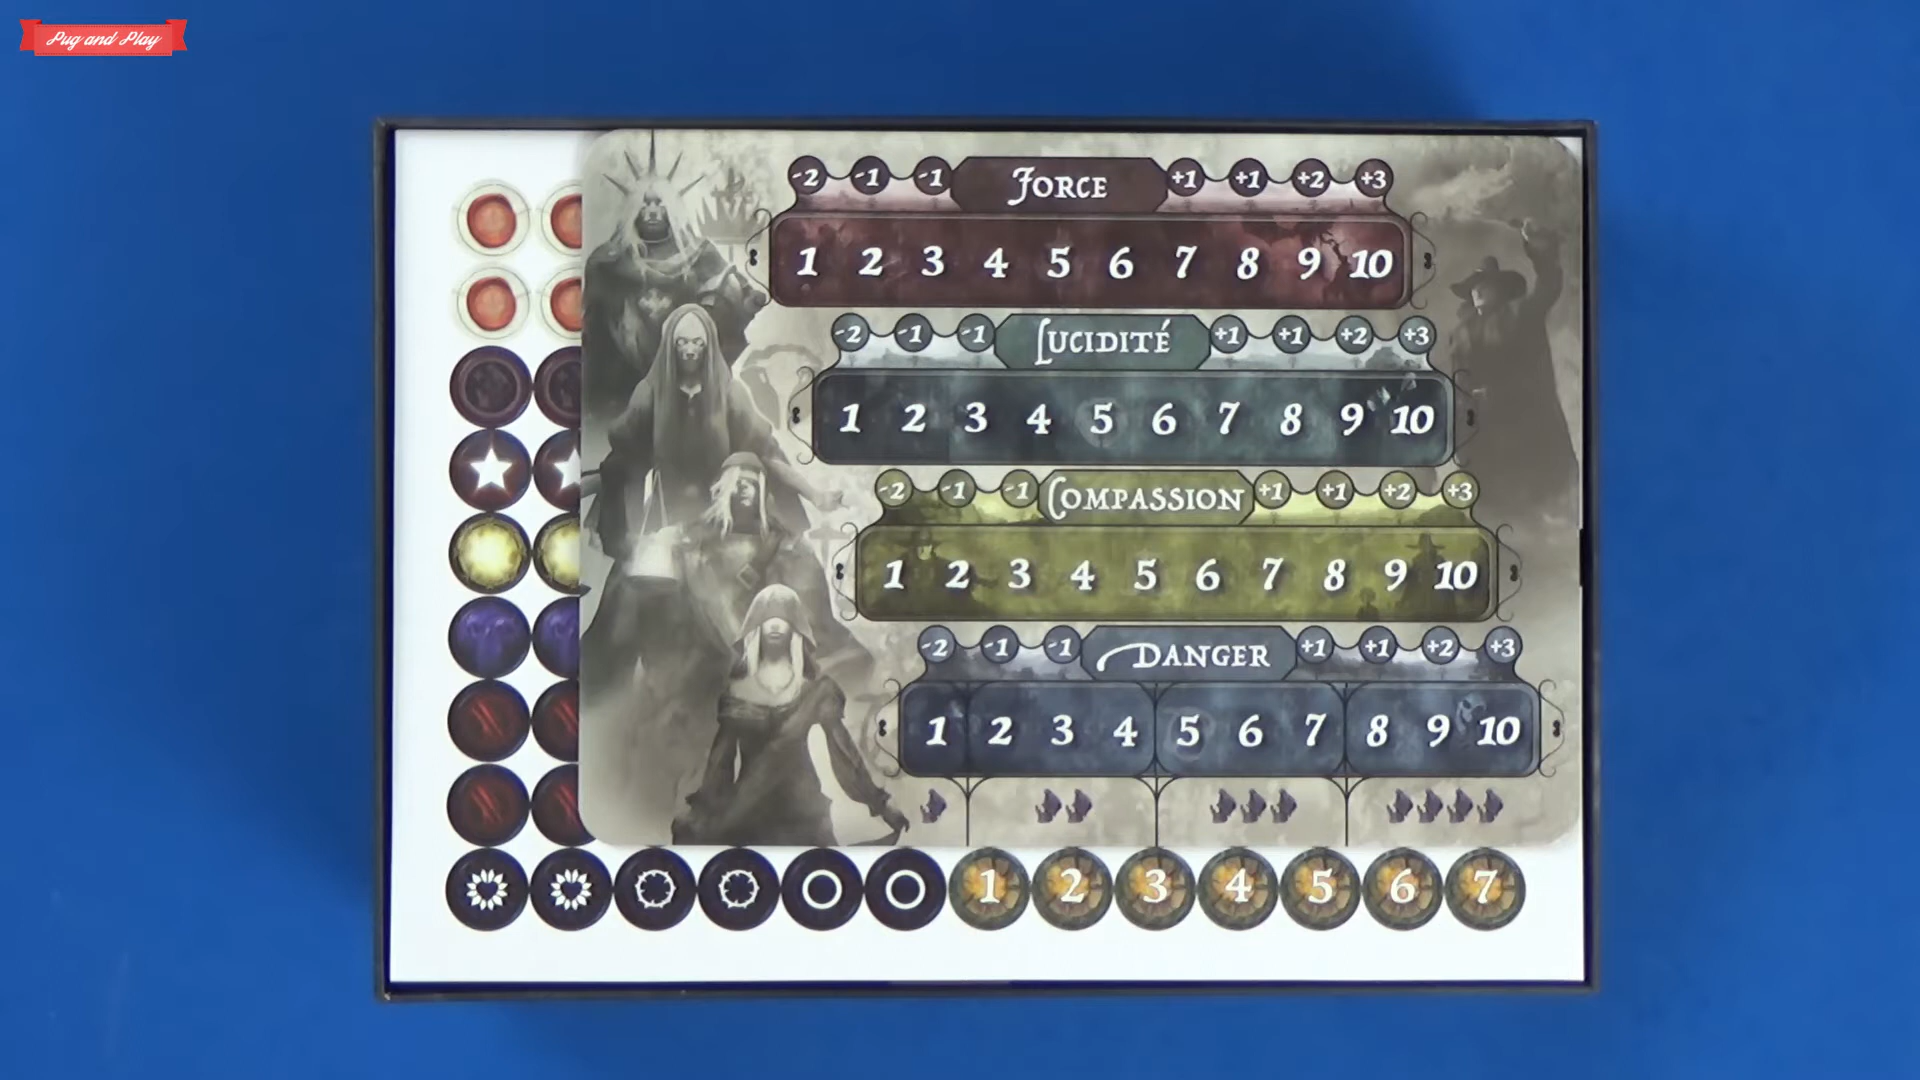 Pug and Play
-2 -1 -1 Force +1 +1 +2 +3
1 2 3 4 5 6 7 8 9 10
-2 -1 -1 Lucidité +1 +1 +2 +3
1 2 3 4 5 6 7 8 9 10
-2 -1 -1 Compassion +1 +1 +2 +3
1 2 3 4 5 6 7 8 9 10
-2 -1 -1 Danger +1 +1 +2 +3
1 2 3 4 5 6 7 8 9 10
1 2 3 4 5 6 7